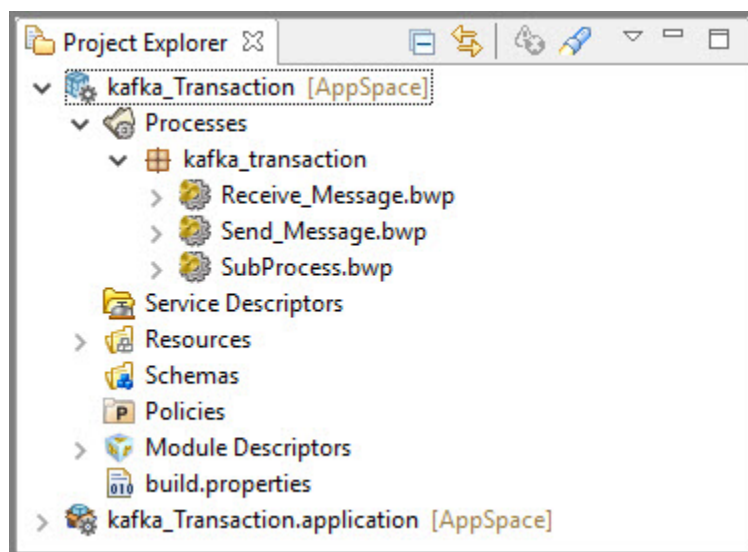 Project Explorer
kafka_Transaction [AppSpace]
Processes
kafka_transaction
Receive_Message.bwp
Send_Message.bwp
SubProcess.bwp
Service Descriptors
Resources
Schemas
P Policies
Module Descriptors
010 build.properties
kafka_Transaction.application [AppSpace]